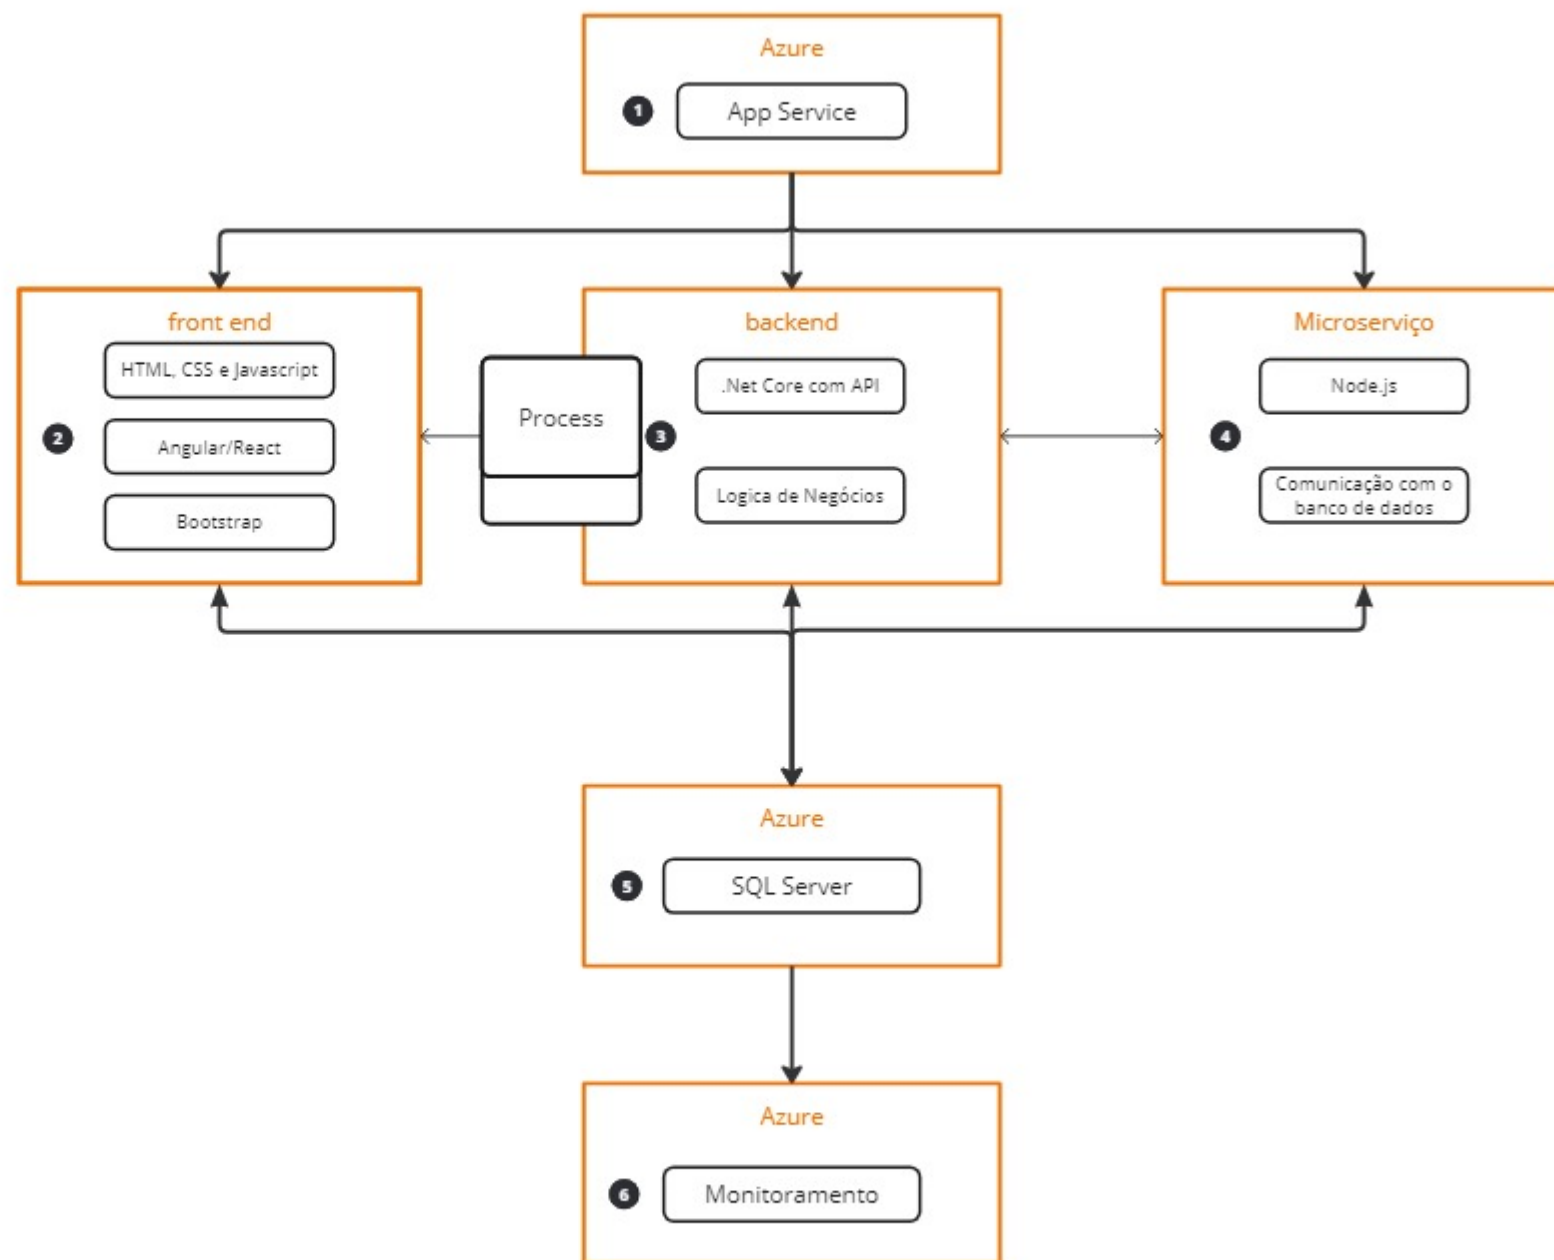 Azure
1
App Service
front end
HTML, CSS e Javascript
2
Angular/React
Bootstrap
Process
backend
.Net Core com API
3
Logica de Negócios
Microserviço
Node.js
4
Comunicação com o
banco de dados
Azure
5
SQL Server
Azure
6
Monitoramento